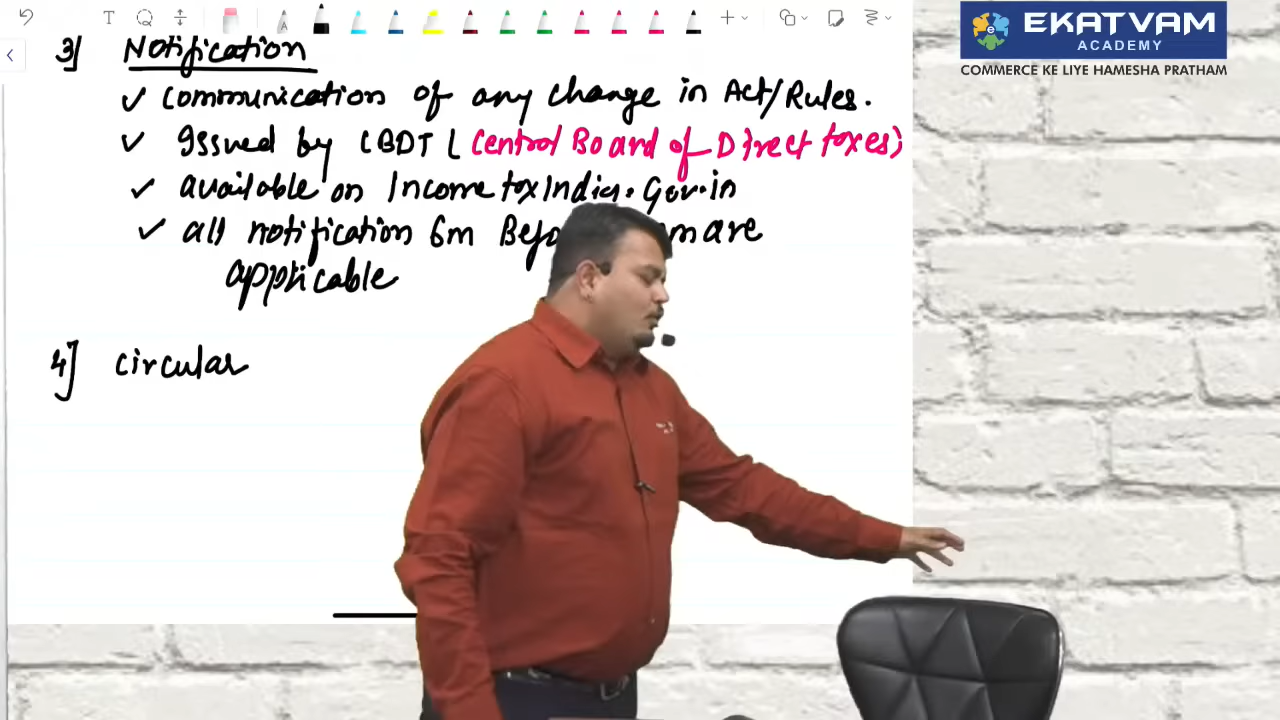 EKATVAM
ACADEMY
COMMERCE KE LIYE HAMESHA PRATHAM
3] Notification
✓ Communication of any change in Act/Rules.
✓ Issued by CBDT ( Central Board of Direct taxes)
✓ available on IncometaxIndia.Gov.in
✓ all notification 6m are
applicable
4] circular